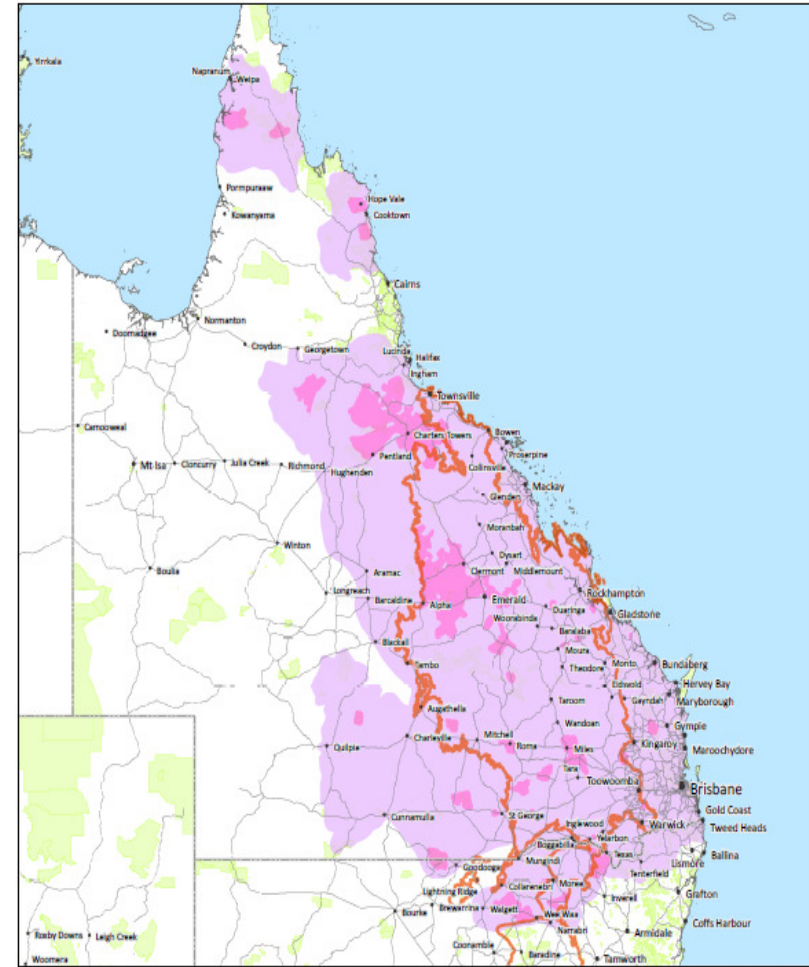 Yirrkala
Napranum
Weipa
Pormpuraaw
Kowanyama
Hope Vale
Cooktown
Cairns
Normanton
Doomadgee
Croydon
Georgetown
Lucinda
Halifax
Ingham
Townsville
Camooweal
Charters Towers
Bowen
Proserpine
Mt Isa
Cloncurry
Julia Creek
Richmond
Pentland
Hughenden
Collinsville
Mackay
Glenden
Moranbah
Winton
Dysart
Boulia
Aramac
Clermont
Middlemount
Longreach
Barcaldine
Alpha
Emerald
Rockhampton
Duaringa
Gladstone
Woorabinda
Baralaba
Blackall
Moura
Tambo
Theodore
Monto
Bundaberg
Eidsvold
Hervey Bay
Augathella
Taroom
Gayndah
Maryborough
Wandoan
Gympie
Charleville
Mitchell
Quilpie
Roma
Miles
Kingaroy
Maroochydore
Tara
Toowoomba
Brisbane
Cunnamulla
St George
Gold Coast
Inglewood
Warwick
Tweed Heads
Yelarbon
Boggabilla
Texas
Goodooga
Mungindi
Lismore
Ballina
Tenterfield
Lightning Ridge
Collarenebri
Moree
Grafton
Bourke
Brewarrina
Walgett
Wee Waa
Inverell
Roxby Downs
Leigh Creek
Narrabri
Armidale
Coffs Harbour
Woomera
Coonamble
Baradine
Tamworth